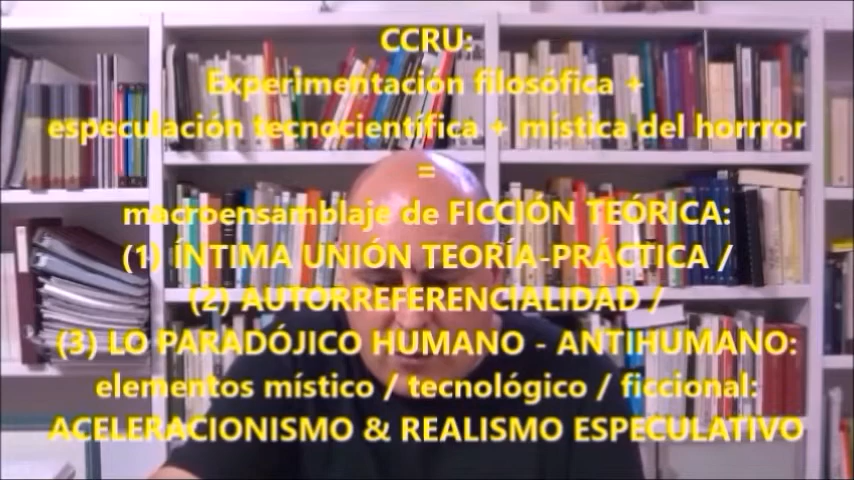 CCRU:
Experimentación filosófica +
especulación tecnocientífica + mística del horrror
=
macroensamblaje de FICCIÓN TEÓRICA:
(1) ÍNTIMA UNIÓN TEORÍA-PRÁCTICA /
(2) AUTORREFERENCIALIDAD /
(3) LO PARADÓJICO HUMANO - ANTIHUMANO:
elementos místico / tecnológico / ficcional:
ACELERACIONISMO & REALISMO ESPECULATIVO